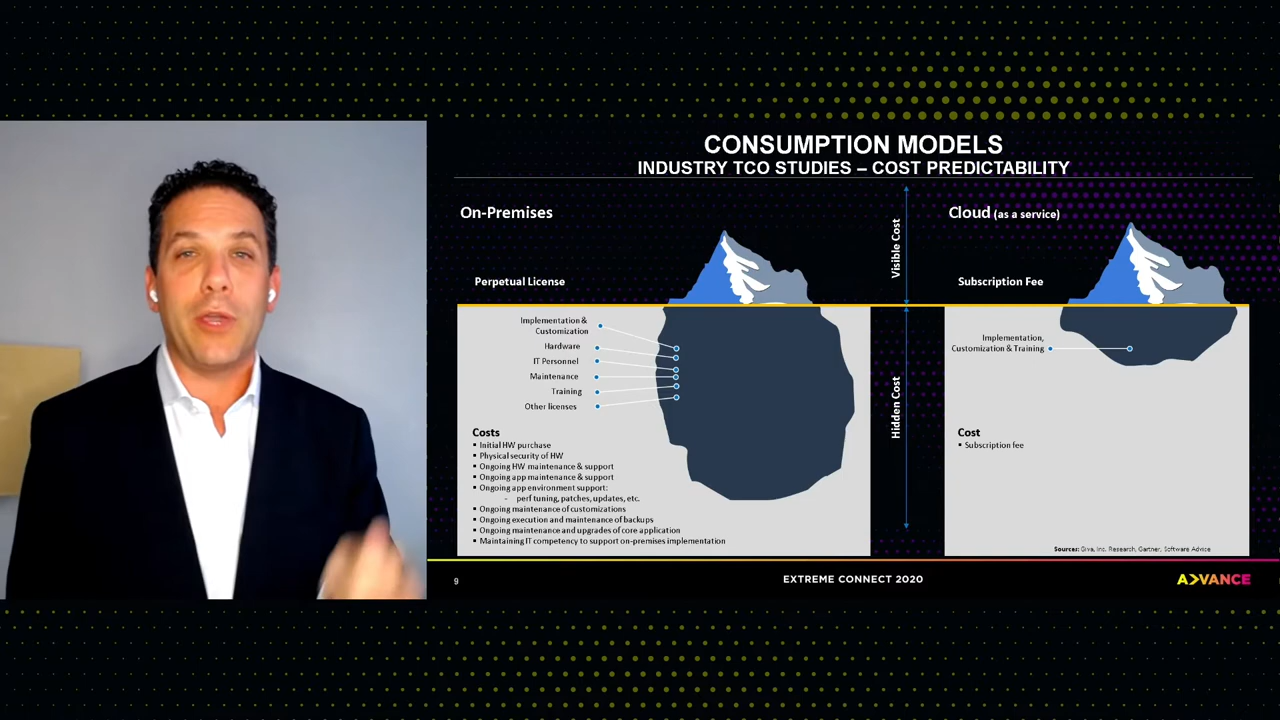 CONSUMPTION MODELS
INDUSTRY TCO STUDIES – COST PREDICTABILITY
On-Premises
Perpetual License
Implementation &
Customization
Hardware
IT Personnel
Maintenance
Training
Other licenses
Costs
▪ Initial HW purchase
▪ Physical security of HW
▪ Ongoing HW maintenance & support
▪ Ongoing app maintenance & support
▪ Ongoing app environment support:
- perf tuning, patches, updates, etc.
▪ Ongoing maintenance of customizations
▪ Ongoing execution and maintenance of backups
▪ Ongoing maintenance and upgrades of core application
▪ Maintaining IT competency to support on-premises implementation
Visible Cost
Hidden Cost
Cloud (as a service)
Subscription Fee
Implementation,
Customization & Training
Cost
▪ Subscription fee
Sources: Giva, Inc. Research, Gartner, Software Advice
9
EXTREME CONNECT 2020
ADVANCE